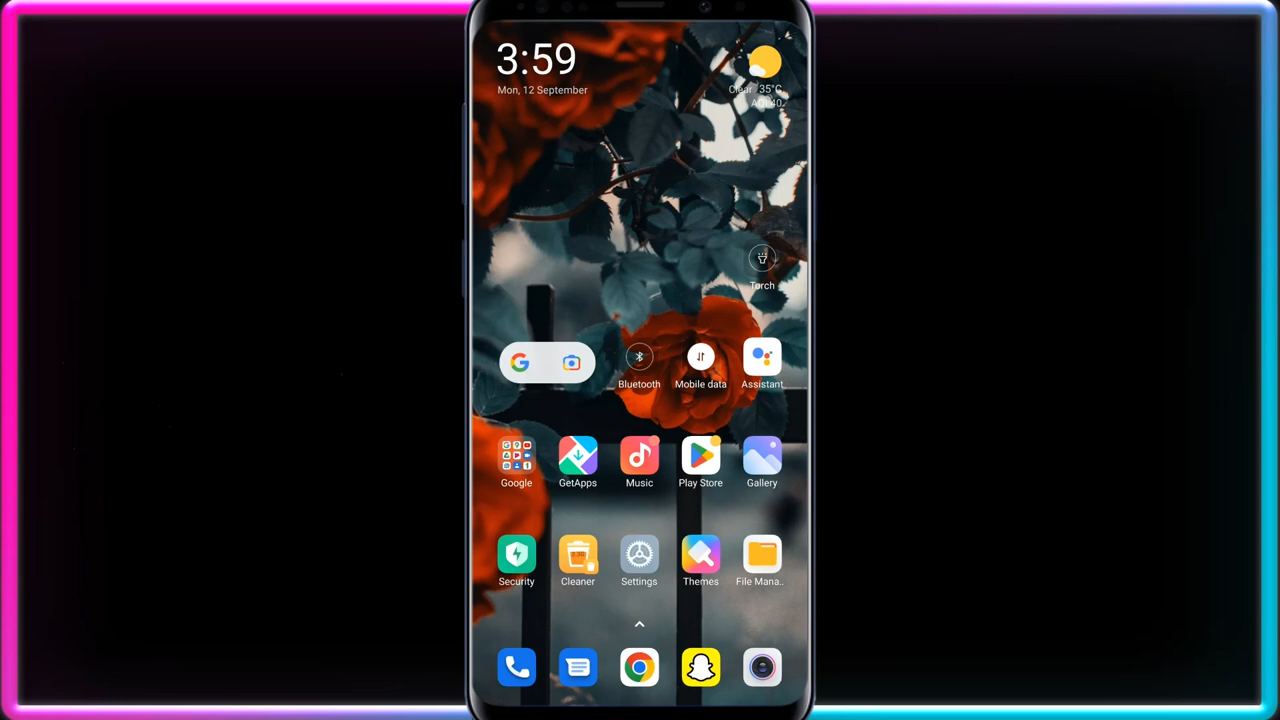 3:59
Mon, 12 September
Clear 35°C
AQI 40
Torch
Bluetooth
Mobile data
Assistant
Google
GetApps
Music
Play Store
Gallery
Security
Cleaner
Settings
Themes
File Mana..